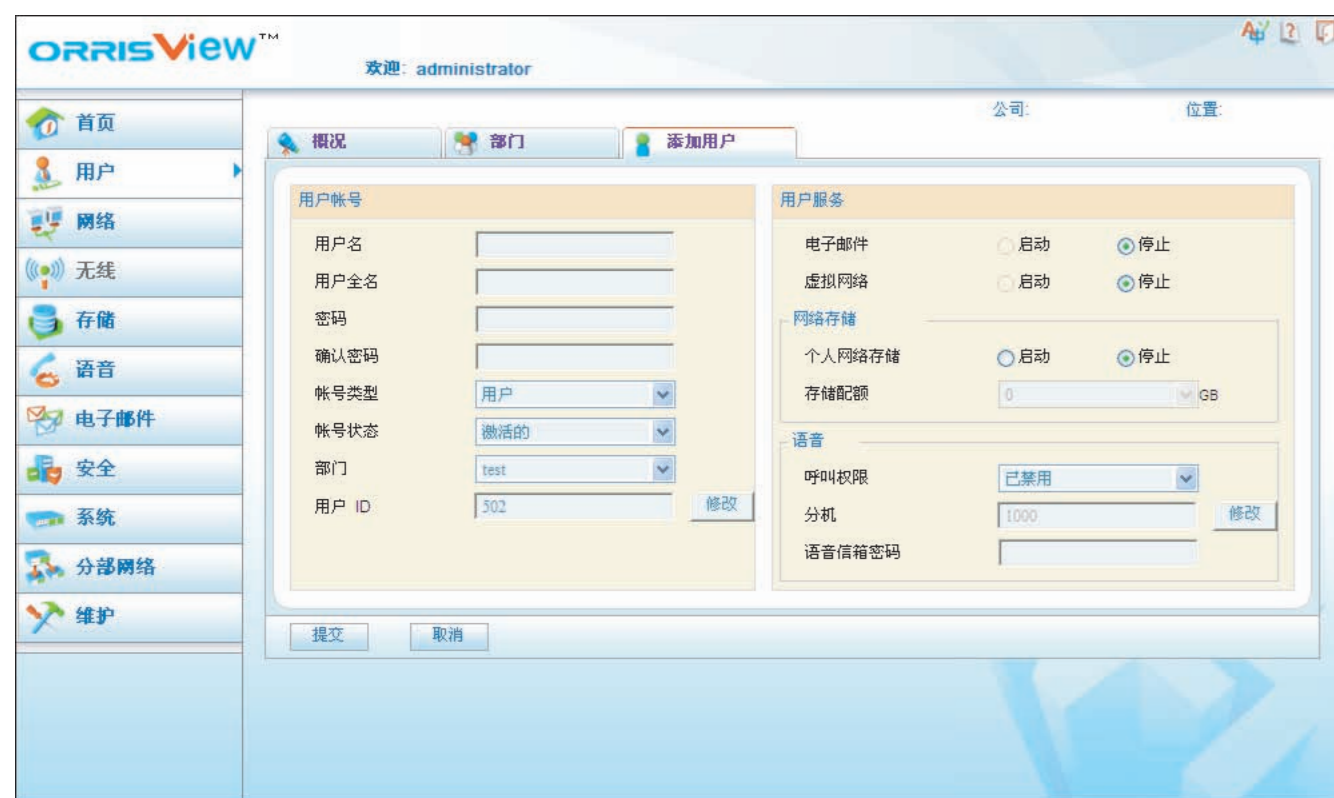 ORRISView™
欢迎: administrator
公司: 位置:
首页
用户
网络
无线
存储
语音
电子邮件
安全
系统
分部网络
维护
概况 部门 添加用户
用户帐号
用户名
用户全名
密码
确认密码
帐号类型 用户
帐号状态 激活的
部门 test
用户 ID 502 修改
用户服务
电子邮件 启动 停止
虚拟网络 启动 停止
网络存储
个人网络存储 启动 停止
存储配额 0 GB
语音
呼叫权限 已禁用
分机 1000 修改
语音信箱密码
提交 取消